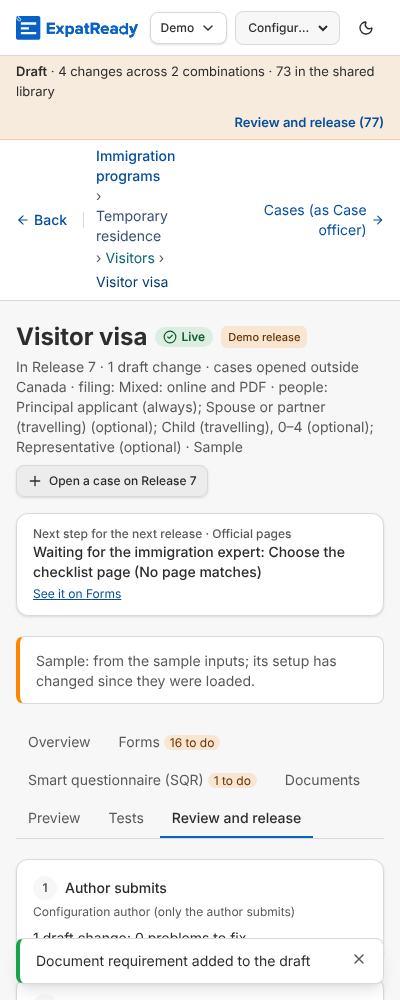 ExpatReady
Demo
Configur...
Draft · 4 changes across 2 combinations · 73 in the shared
library
Review and release (77)
← Back
Immigration
programs
›
Temporary
residence
› Visitors ›
Visitor visa
Cases (as Case
officer) →
Visitor visa
Live
Demo release
In Release 7 · 1 draft change · cases opened outside
Canada · filing: Mixed: online and PDF · people:
Principal applicant (always); Spouse or partner
(travelling) (optional); Child (travelling), 0–4 (optional);
Representative (optional) · Sample
+ Open a case on Release 7
Next step for the next release · Official pages
Waiting for the immigration expert: Choose the
checklist page (No page matches)
See it on Forms
Sample: from the sample inputs; its setup has
changed since they were loaded.
Overview
Forms 16 to do
Smart questionnaire (SQR) 1 to do
Documents
Preview
Tests
Review and release
1 Author submits
Configuration author (only the author submits)
1 draft change; 0 problems to fix
Document requirement added to the draft